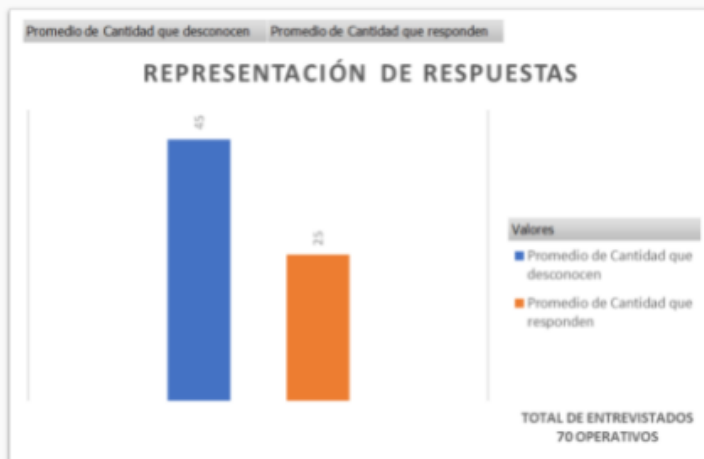 Promedio de Cantidad que desconocen Promedio de Cantidad que responden
REPRESENTACIÓN DE RESPUESTAS
45
25
Valores
Promedio de Cantidad que
desconocen
Promedio de Cantidad que
responden
TOTAL DE ENTREVISTADOS
70 OPERATIVOS